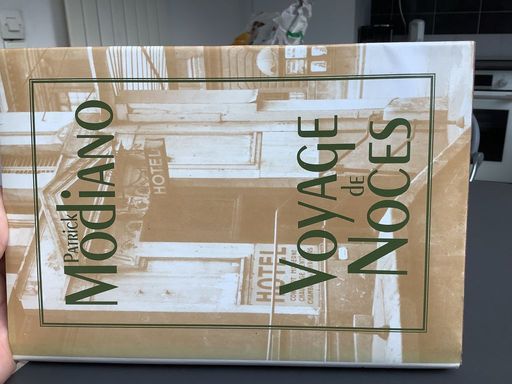 Patrick
Modiano
Voyage
de
Noces
HOTEL
HOTEL